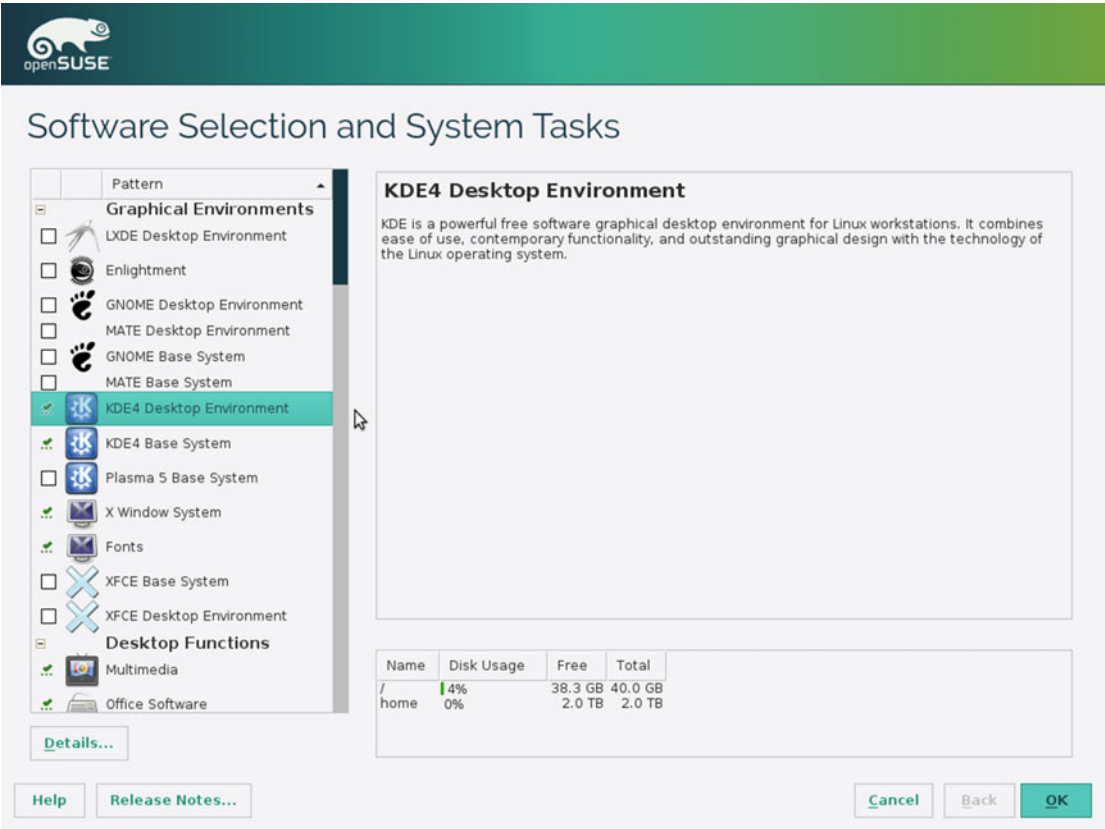 openSUSE
Software Selection and System Tasks
Pattern
Graphical Environments
LXDE Desktop Environment
Enlightment
GNOME Desktop Environment
MATE Desktop Environment
GNOME Base System
MATE Base System
KDE4 Desktop Environment
KDE4 Base System
Plasma 5 Base System
X Window System
Fonts
XFCE Base System
XFCE Desktop Environment
Desktop Functions
Multimedia
Office Software
Details...
KDE4 Desktop Environment
KDE is a powerful free software graphical desktop environment for Linux workstations. It combines
ease of use, contemporary functionality, and outstanding graphical design with the technology of
the Linux operating system.
Name Disk Usage Free Total
/ 4% 38.3 GB 40.0 GB
home 0% 2.0 TB 2.0 TB
Help Release Notes... Cancel Back OK